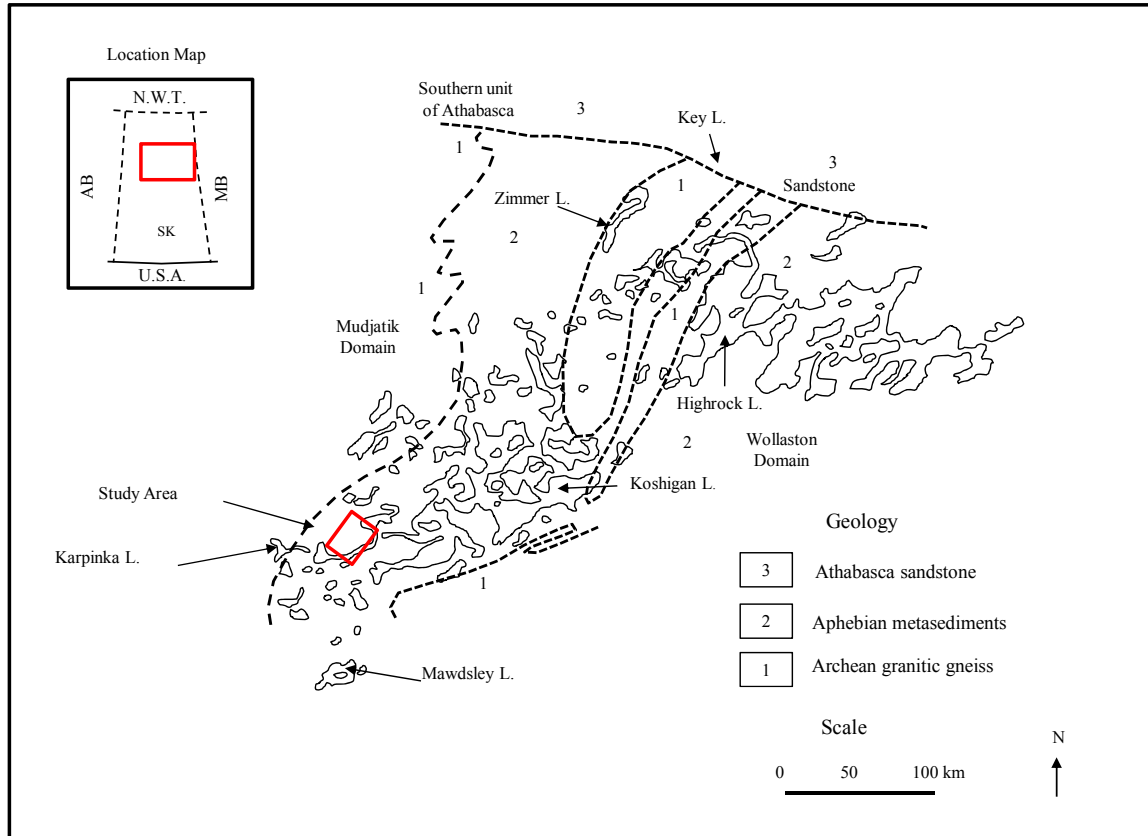 Location Map
N.W.T.
AB
MB
SK
U.S.A.
Southern unit
of Athabasca
3
Key L.
3
Sandstone
1
1
Zimmer L.
2
2
1
1
Mudjatik
Domain
Highrock L.
2
Wollaston
Domain
Koshigan L.
Study Area
Karpinka L.
1
Mawdsley L.
Geology
3
Athabasca sandstone
2
Aphebian metasediments
1
Archean granitic gneiss
Scale
0 50 100 km
N